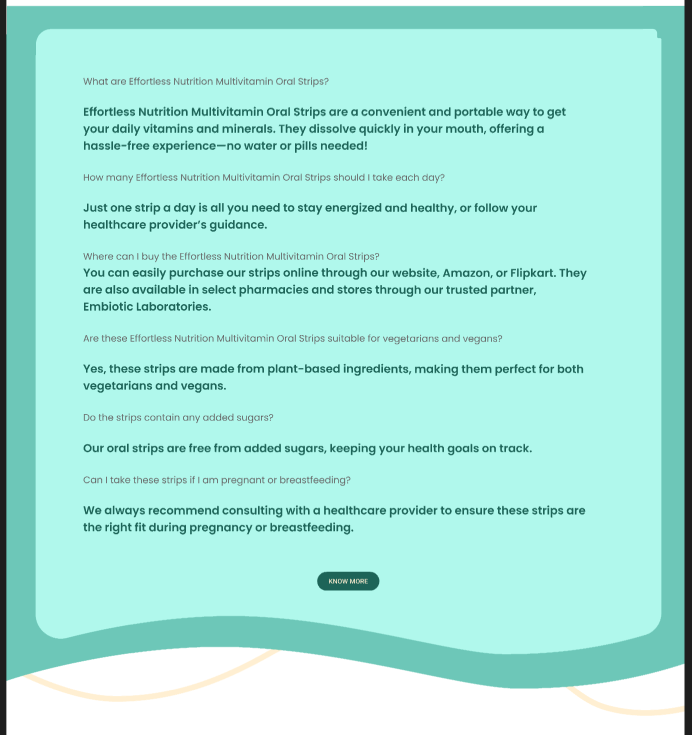 What are Effortless Nutrition Multivitamin Oral Strips?
Effortless Nutrition Multivitamin Oral Strips are a convenient and portable way to get
your daily vitamins and minerals. They dissolve quickly in your mouth, offering a
hassle-free experience—no water or pills needed!
How many Effortless Nutrition Multivitamin Oral Strips should I take each day?
Just one strip a day is all you need to stay energized and healthy, or follow your
healthcare provider's guidance.
Where can I buy the Effortless Nutrition Multivitamin Oral Strips?
You can easily purchase our strips online through our website, Amazon, or Flipkart. They
are also available in select pharmacies and stores through our trusted partner,
Embiotic Laboratories.
Are these Effortless Nutrition Multivitamin Oral Strips suitable for vegetarians and vegans?
Yes, these strips are made from plant-based ingredients, making them perfect for both
vegetarians and vegans.
Do the strips contain any added sugars?
Our oral strips are free from added sugars, keeping your health goals on track.
Can I take these strips if I am pregnant or breastfeeding?
We always recommend consulting with a healthcare provider to ensure these strips are
the right fit during pregnancy or breastfeeding.
KNOW MORE